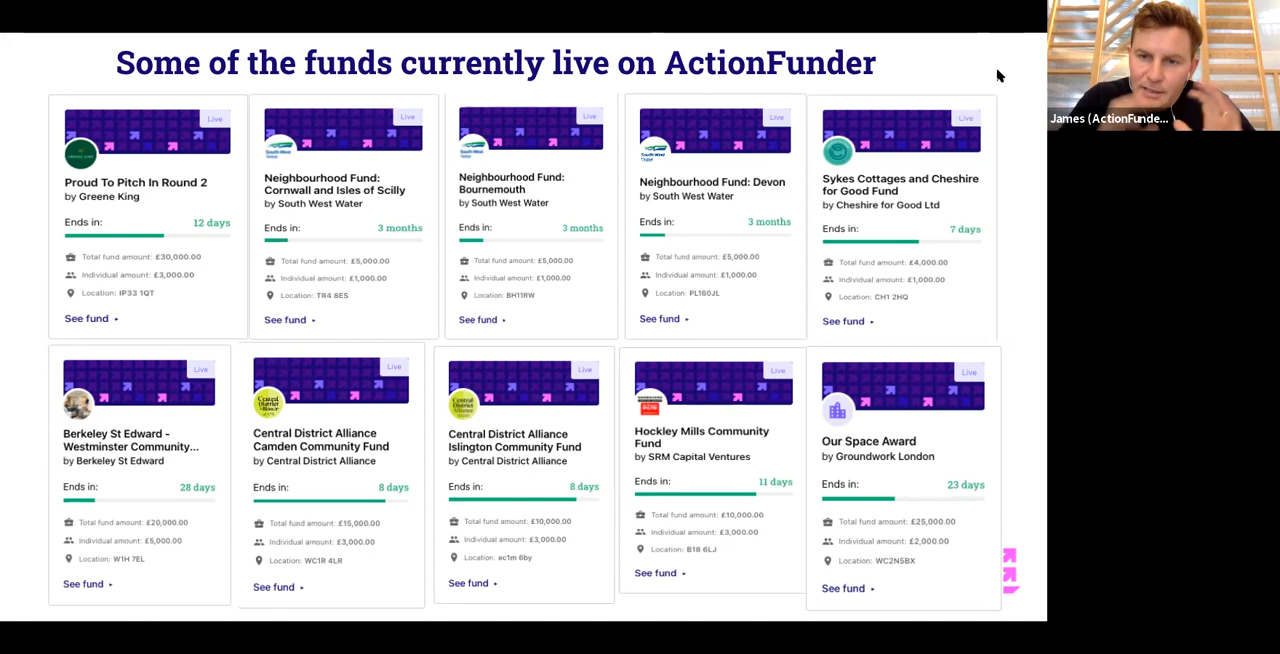 Some of the funds currently live on ActionFunder
James (ActionFunde...
Live
Proud To Pitch In Round 2
by Greene King
Ends in: 12 days
Total fund amount: £30,000.00
Individual amount: £3,000.00
Location: IP33 1QT
See fund
Live
South West
Water
Neighbourhood Fund:
Cornwall and Isles of Scilly
by South West Water
Ends in: 3 months
Total fund amount: £5,000.00
Individual amount: £1,000.00
Location: TR4 8ES
See fund
Live
South West
Water
Neighbourhood Fund:
Bournemouth
by South West Water
Ends in: 3 months
Total fund amount: £5,000.00
Individual amount: £1,000.00
Location: BH11RW
See fund
Live
South West
Water
Neighbourhood Fund: Devon
by South West Water
Ends in: 3 months
Total fund amount: £5,000.00
Individual amount: £1,000.00
Location: PL160JL
See fund
Live
Sykes Cottages and Cheshire
for Good Fund
by Cheshire for Good Ltd
Ends in: 7 days
Total fund amount: £4,000.00
Individual amount: £1,000.00
Location: CH1 2HQ
See fund
Live
Berkeley St Edward -
Westminster Community...
by Berkeley St Edward
Ends in: 28 days
Total fund amount: £20,000.00
Individual amount: £5,000.00
Location: W1H 7EL
See fund
Live
Central
District
Alliance
Central District Alliance
Camden Community Fund
by Central District Alliance
Ends in: 8 days
Total fund amount: £15,000.00
Individual amount: £3,000.00
Location: WC1R 4LR
See fund
Live
Central
District
Alliance
Central District Alliance
Islington Community Fund
by Central District Alliance
Ends in: 8 days
Total fund amount: £10,000.00
Individual amount: £3,000.00
Location: ec1m 6by
See fund
Live
Hockley Mills Community
Fund
by SRM Capital Ventures
Ends in: 11 days
Total fund amount: £10,000.00
Individual amount: £3,000.00
Location: B18 6LJ
See fund
Live
Our Space Award
by Groundwork London
Ends in: 23 days
Total fund amount: £25,000.00
Individual amount: £2,000.00
Location: WC2N5BX
See fund